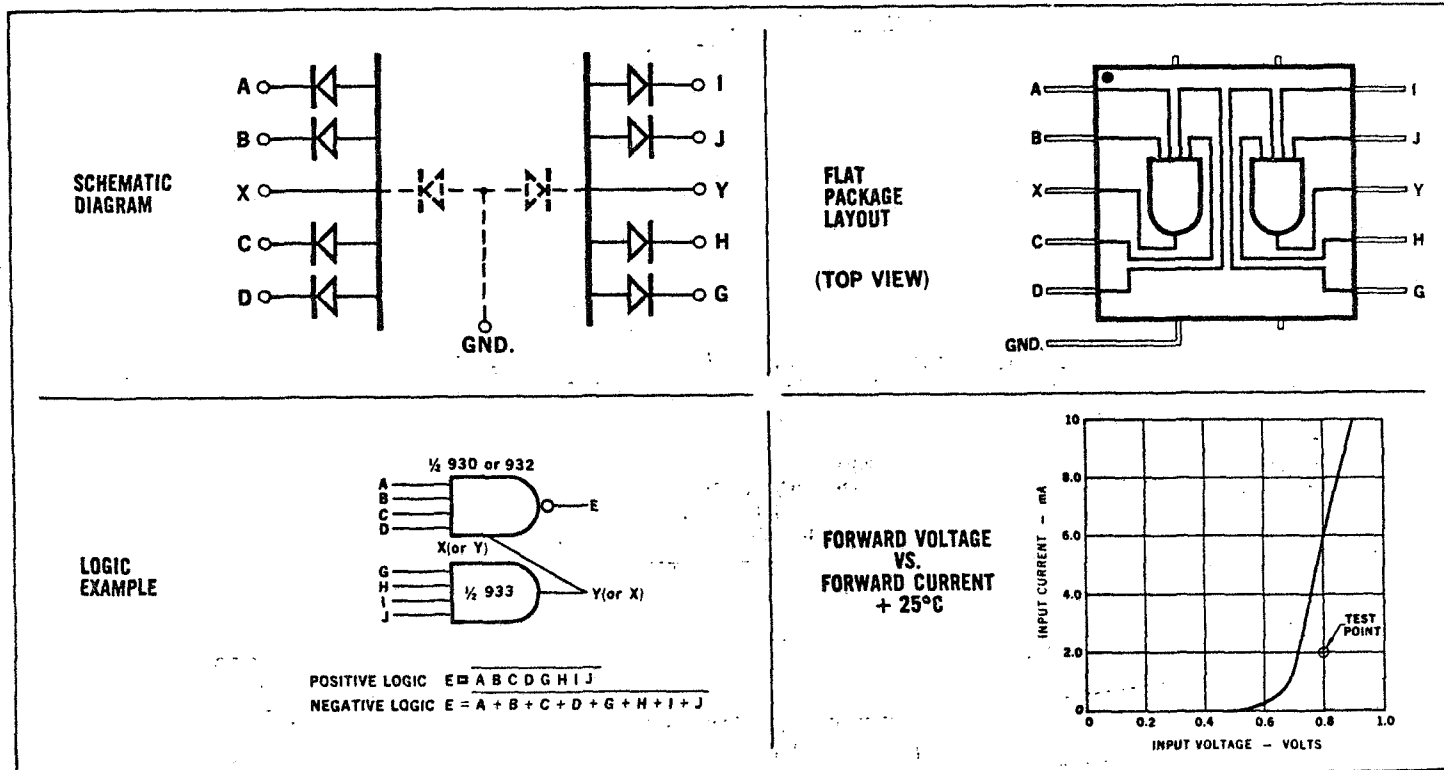 SCHEMATIC
DIAGRAM
A
B
X
C
D
I
J
Y
H
G
GND.
FLAT
PACKAGE
LAYOUT
(TOP VIEW)
A
B
X
C
D
GND.
I
J
Y
H
G
LOGIC
EXAMPLE
½ 930 or 932
A
B
C
D
E
X(or Y)
G
H
I
J
½ 933
Y(or X)
POSITIVE LOGIC E = A B C D G H I J
NEGATIVE LOGIC E = A + B + C + D + G + H + I + J
FORWARD VOLTAGE
VS.
FORWARD CURRENT
+ 25°C
INPUT CURRENT – mA
10
8.0
6.0
4.0
2.0
0
TEST
POINT
0 0.2 0.4 0.6 0.8 1.0
INPUT VOLTAGE – VOLTS